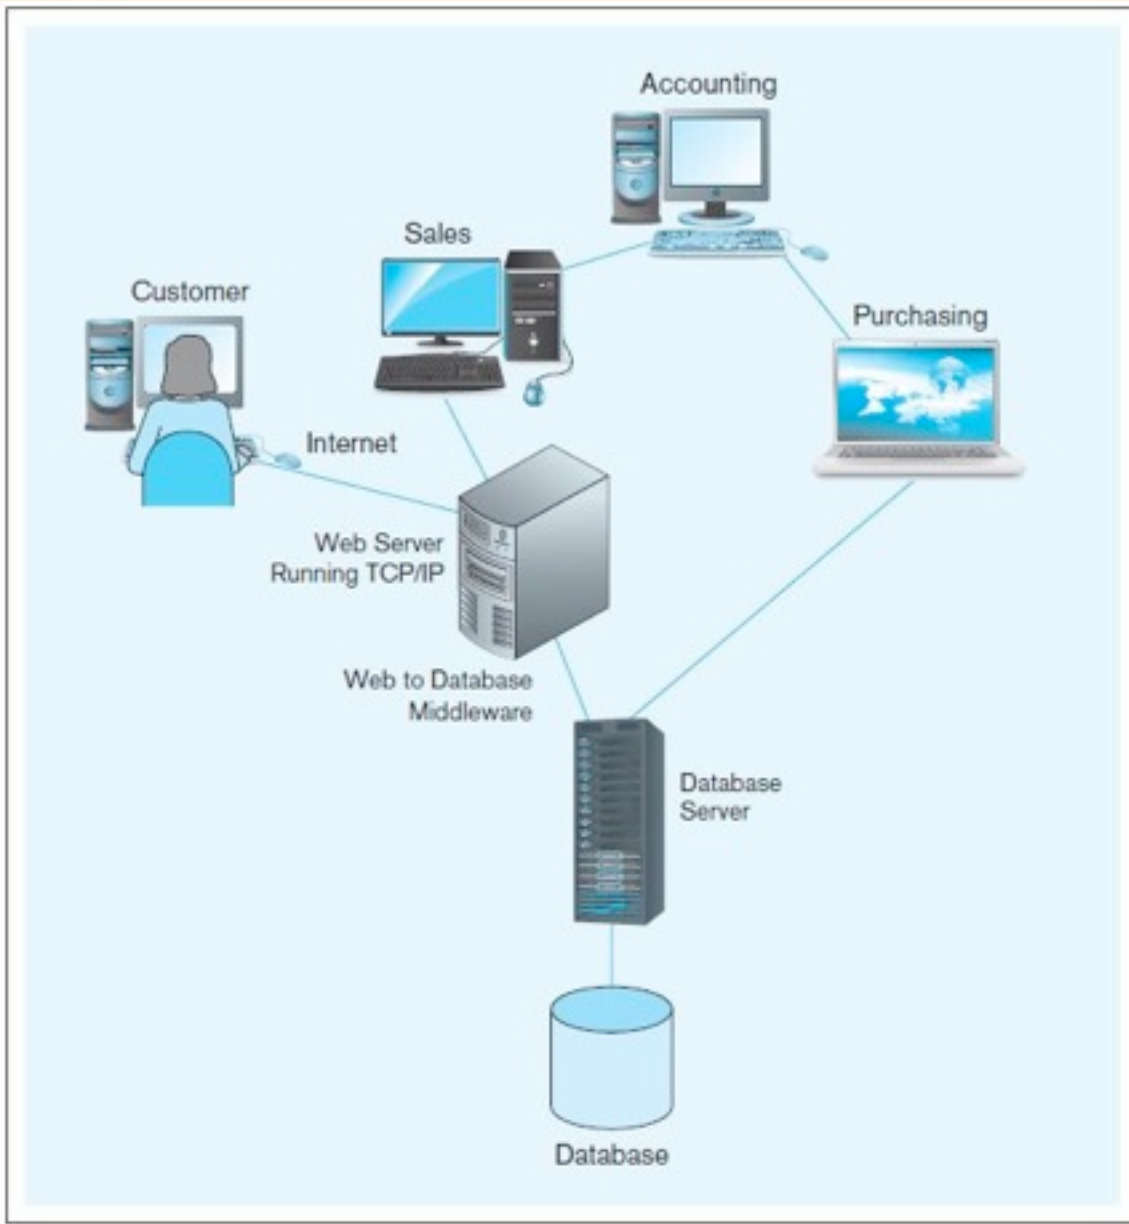 Accounting
Sales
Customer
Purchasing
Internet
Web Server
Running TCP/IP
Web to Database
Middleware
Database
Server
Database